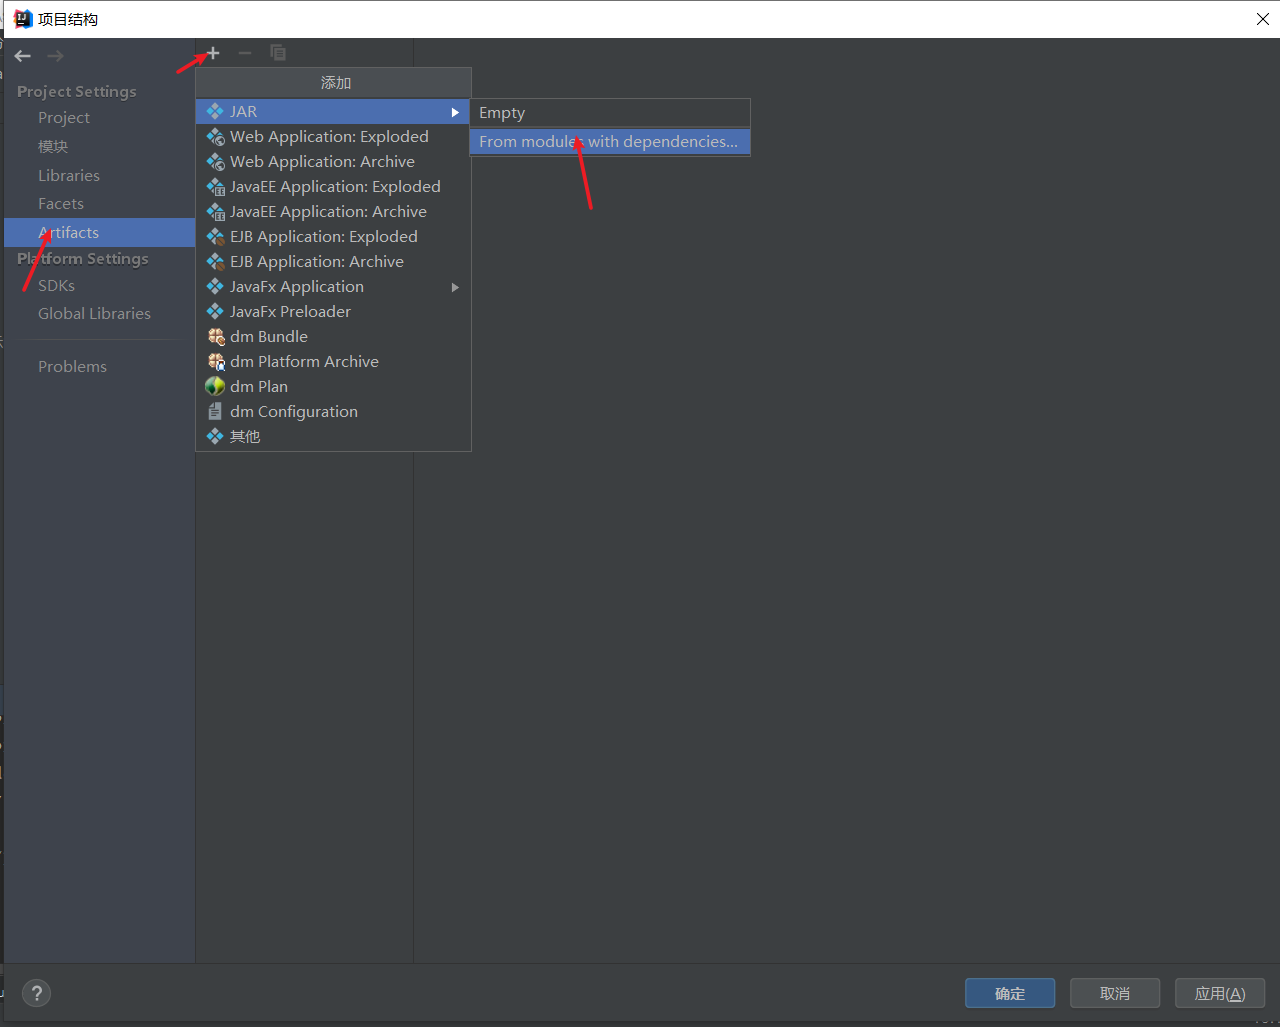 项目结构
Project Settings
Project
模块
Libraries
Facets
Artifacts
Platform Settings
SDKs
Global Libraries
Problems
添加
JAR
Web Application: Exploded
Web Application: Archive
JavaEE Application: Exploded
JavaEE Application: Archive
EJB Application: Exploded
EJB Application: Archive
JavaFx Application
JavaFx Preloader
dm Bundle
dm Platform Archive
dm Plan
dm Configuration
其他
Empty
From modules with dependencies...
?
确定
取消
应用(A)